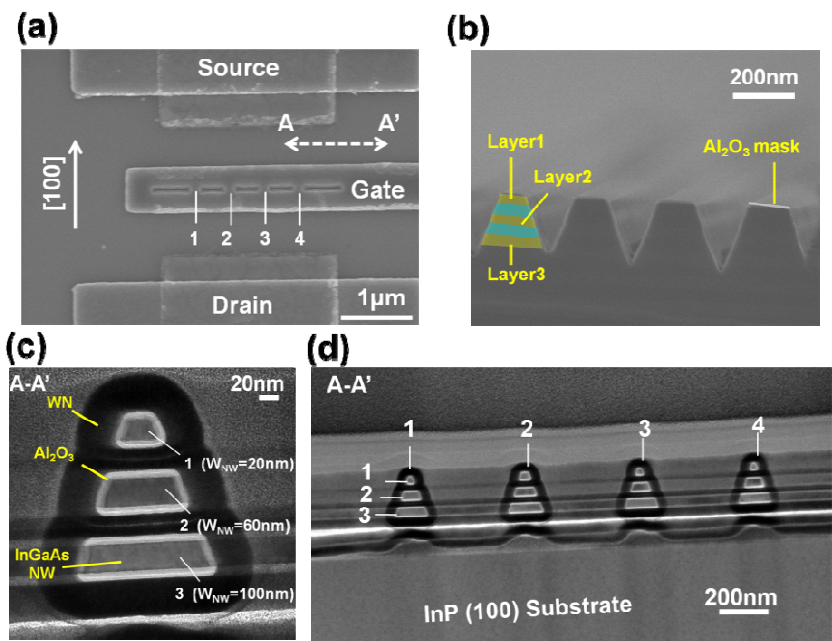 (a)
Source
A A'
[100]
Gate
1 2 3 4
Drain
1μm
(b)
200nm
Layer1
Al2O3 mask
Layer2
Layer3
(c)
A-A'
20nm
WN
Al2O3
1 (WNW=20nm)
2 (WNW=60nm)
InGaAs
NW
3 (WNW=100nm)
(d)
A-A'
1 2 3 4
1
2
3
InP (100) Substrate
200nm